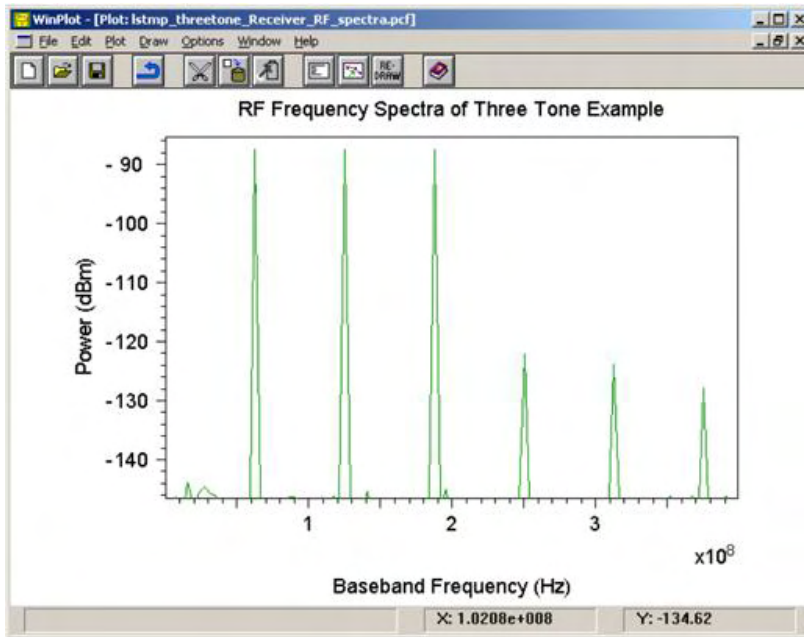 WinPlot - [Plot: lstmp_threetone_Receiver_RF_spectra.pcf]
File Edit Plot Draw Options Window Help
RE-
DRAW
RF Frequency Spectra of Three Tone Example
- 90
-100
-110
-120
-130
-140
Power (dBm)
1 2 3
x10⁸
Baseband Frequency (Hz)
X: 1.0208e+008 Y: -134.62